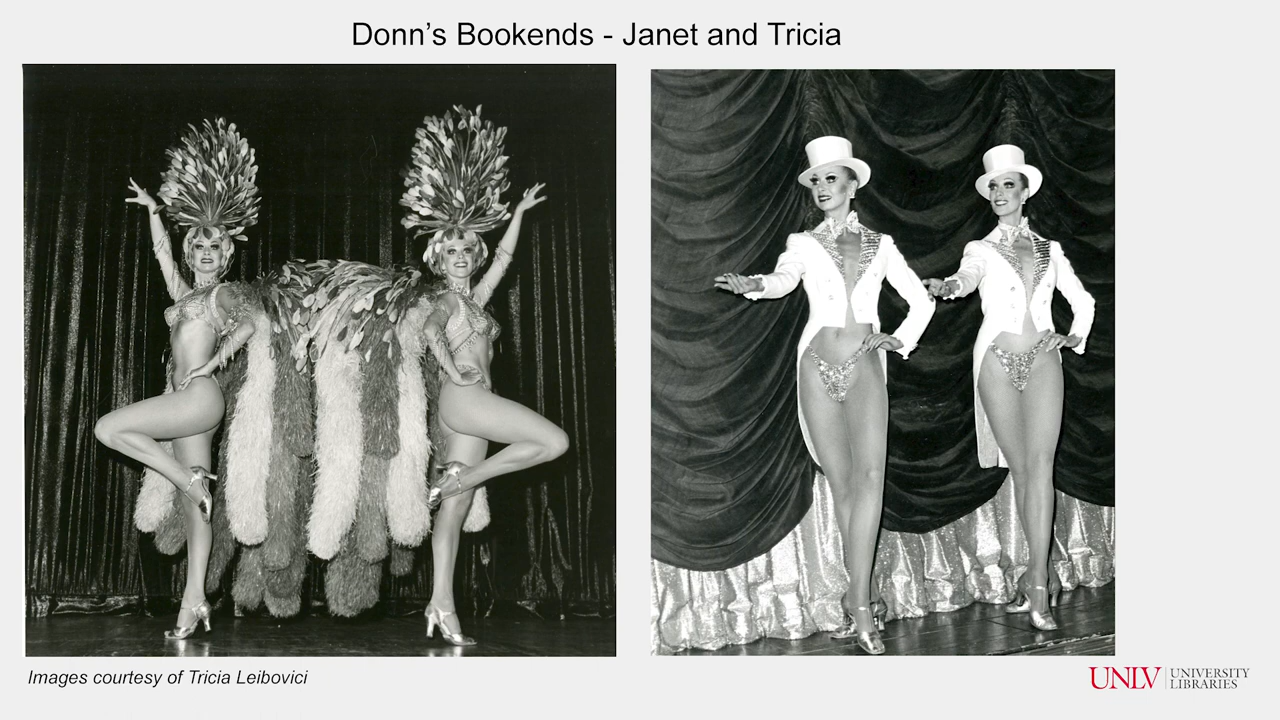 Donn's Bookends - Janet and Tricia
Images courtesy of Tricia Leibovici
UNLV
UNIVERSITY
LIBRARIES